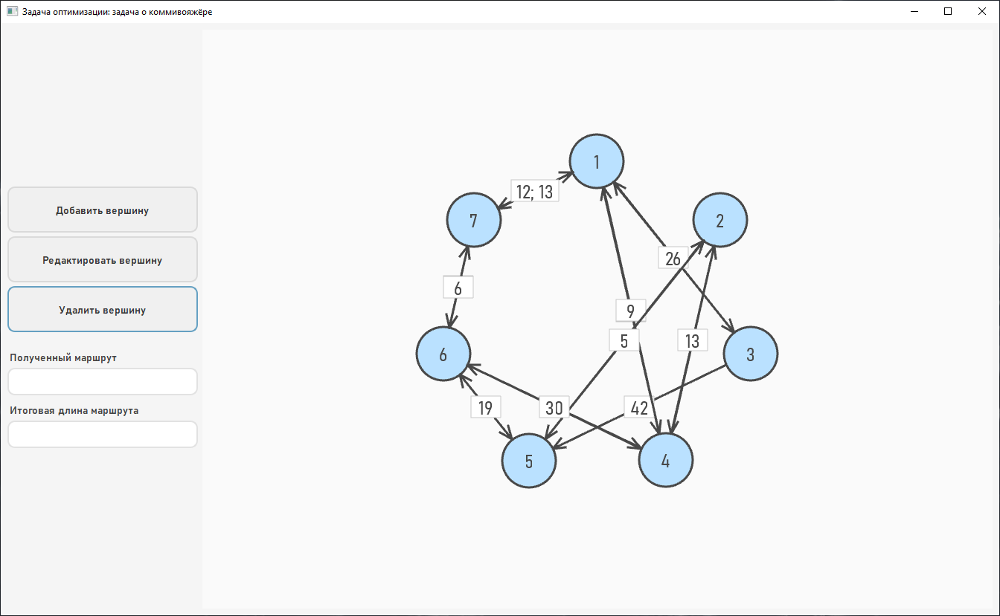 Задача оптимизации: задача о коммивояжёре
Добавить вершину
Редактировать вершину
Удалить вершину
Полученный маршрут
Итоговая длина маршрута
1
12; 13
7
2
26
6
9
5
13
6
3
19
30
42
5
4